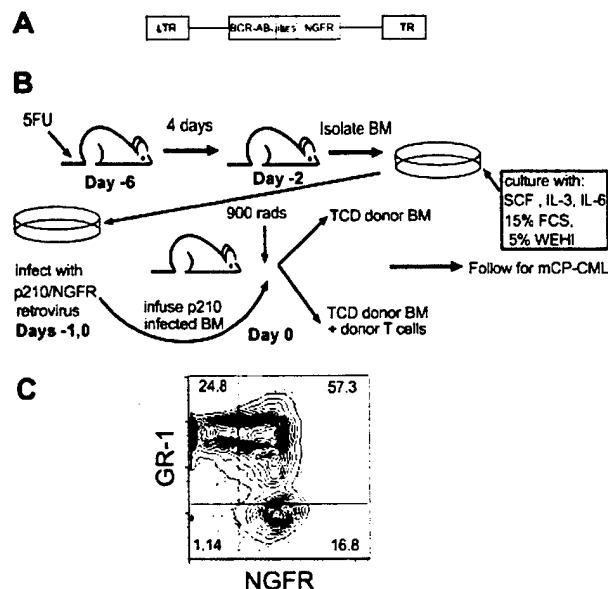 A
LTR BCR-AB NGFR TR
B
5FU
4 days
Isolate BM
Day -6
Day -2
culture with:
SCF , IL-3, IL-6
15% FCS,
5% WEHI
900 rads
TCD donor BM
infect with
p210/NGFR
retrovirus
Days -1,0
infuse p210
infected BM
Day 0
Follow for mCP-CML
TCD donor BM
+ donor T cells
C
24.8 57.3
GR-1
1.14 16.8
NGFR